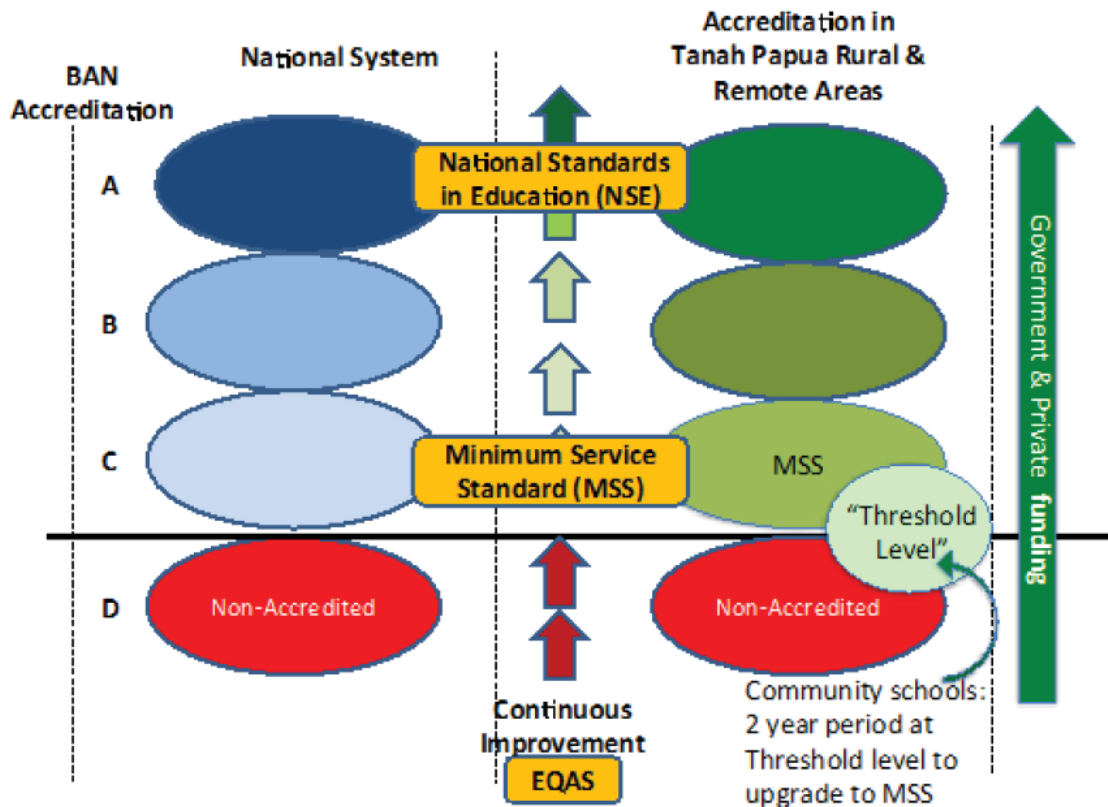 BAN
Accreditation
National System
Accreditation in
Tanah Papua Rural &
Remote Areas
A
National Standards
in Education (NSE)
B
C
Minimum Service
Standard (MSS)
MSS
"Threshold
Level"
D
Non-Accredited
Non-Accredited
Continuous
Improvement
EQAS
Community schools:
2 year period at
Threshold level to
upgrade to MSS
Government & Private funding